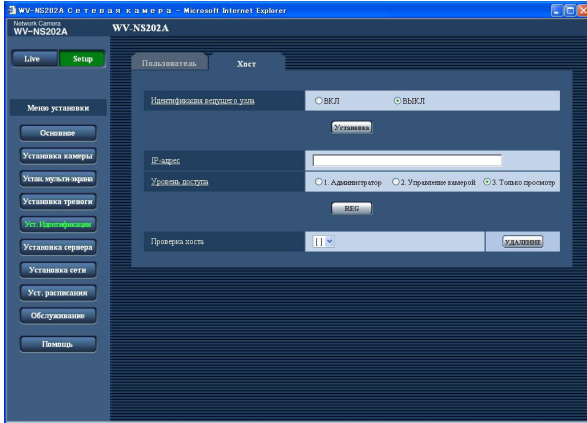 WV-NS202A Сетевая камера - Microsoft Internet Explorer
Network Camera
WV-NS202A
WV-NS202A
Live
Setup
Пользователь
Хост
Меню установки
Идентификация ведущего узла
ВКЛ
ВЫКЛ
Установка
Основное
Установка камеры
IP-адрес
Устан. мульти-экрана
Уровень доступа
1. Администратор
2. Управление камерой
3. Только просмотр
Установка тревоги
REG
Уст. Идентификации
Установка сервера
Проверка хоста
[ ]
УДАЛЕНИЕ
Установка сети
Уст. расписания
Обслуживание
Помощь